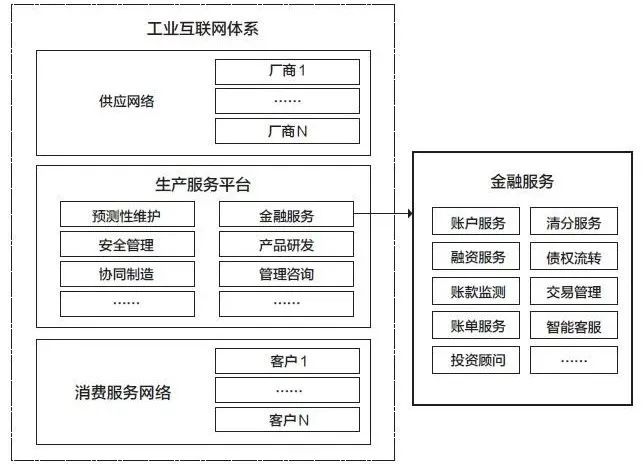 工业互联网体系
供应网络
厂商1
……
厂商N
生产服务平台
预测性维护 金融服务
安全管理 产品研发
协同制造 管理咨询
…… ……
消费服务网络
客户1
……
客户N
金融服务
账户服务 清分服务
融资服务 债权流转
账款监测 交易管理
账单服务 智能客服
投资顾问 ……